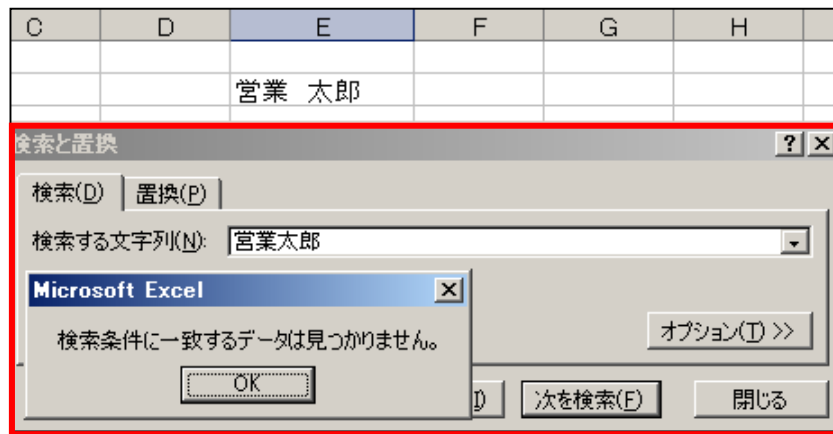 C D E F G H
営業　太郎
検索と置換
検索(D) 置換(P)
検索する文字列(N): 営業太郎
Microsoft Excel
検索条件に一致するデータは見つかりません。
オプション(T) >>
OK
次を検索(F) 閉じる